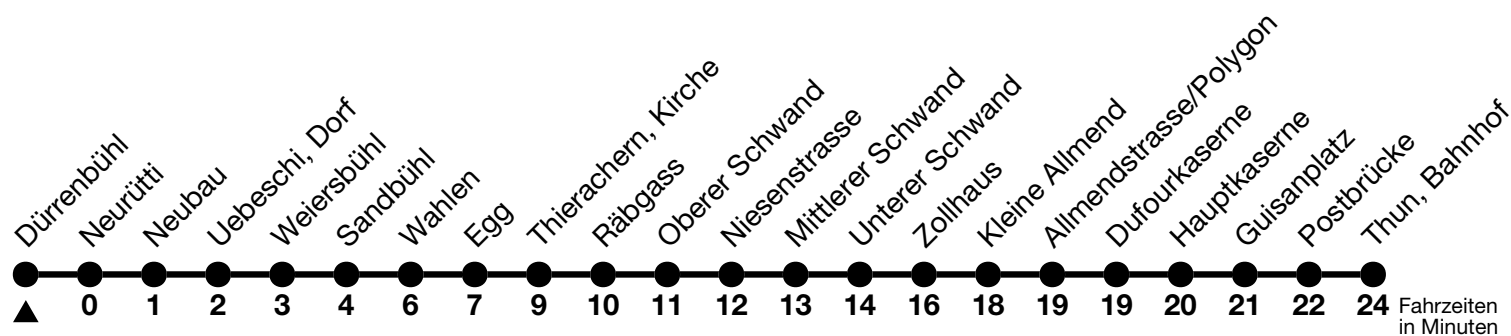 Dürrenbühl
Neurütti
Neubau
Uebeschi, Dorf
Weiersbühl
Sandbühl
Wahlen
Egg
Thierachern, Kirche
Räbgass
Oberer Schwand
Niesenstrasse
Mittlerer Schwand
Unterer Schwand
Zollhaus
Kleine Allmend
Allmendstrasse/Polygon
Dufourkaserne
Hauptkaserne
Guisanplatz
Postbrücke
Thun, Bahnhof
0 1 2 3 4 6 7 9 10 11 12 13 14 16 18 19 19 20 21 22 24 Fahrzeiten
in Minuten